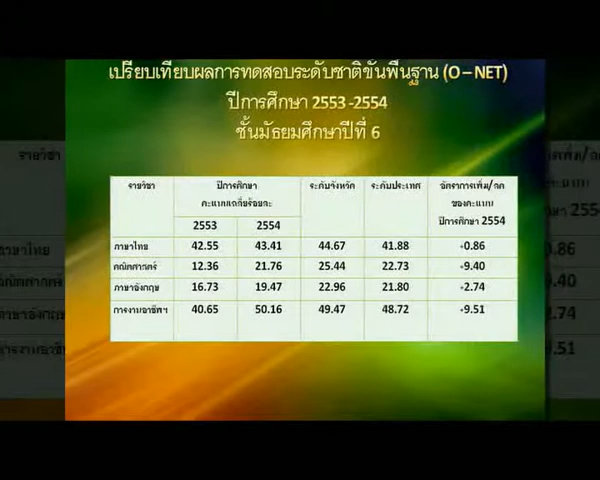 เปรียบเทียบผลการทดสอบระดับชาติขั้นพื้นฐาน (O – NET)
ปีการศึกษา 2553 -2554
ชั้นมัธยมศึกษาปีที่ 6
รายวิชา ปีการศึกษา ระดับจังหวัด ระดับประเทศ อัตราการเพิ่ม/ลด
คะแนนเฉลี่ยร้อยละ ของคะแนน
2553 2554 ปีการศึกษา 2554
ภาษาไทย 42.55 43.41 44.67 41.88 +0.86
คณิตศาสตร์ 12.36 21.76 25.44 22.73 +9.40
ภาษาอังกฤษ 16.73 19.47 22.96 21.80 +2.74
การงานอาชีพฯ 40.65 50.16 49.47 48.72 +9.51